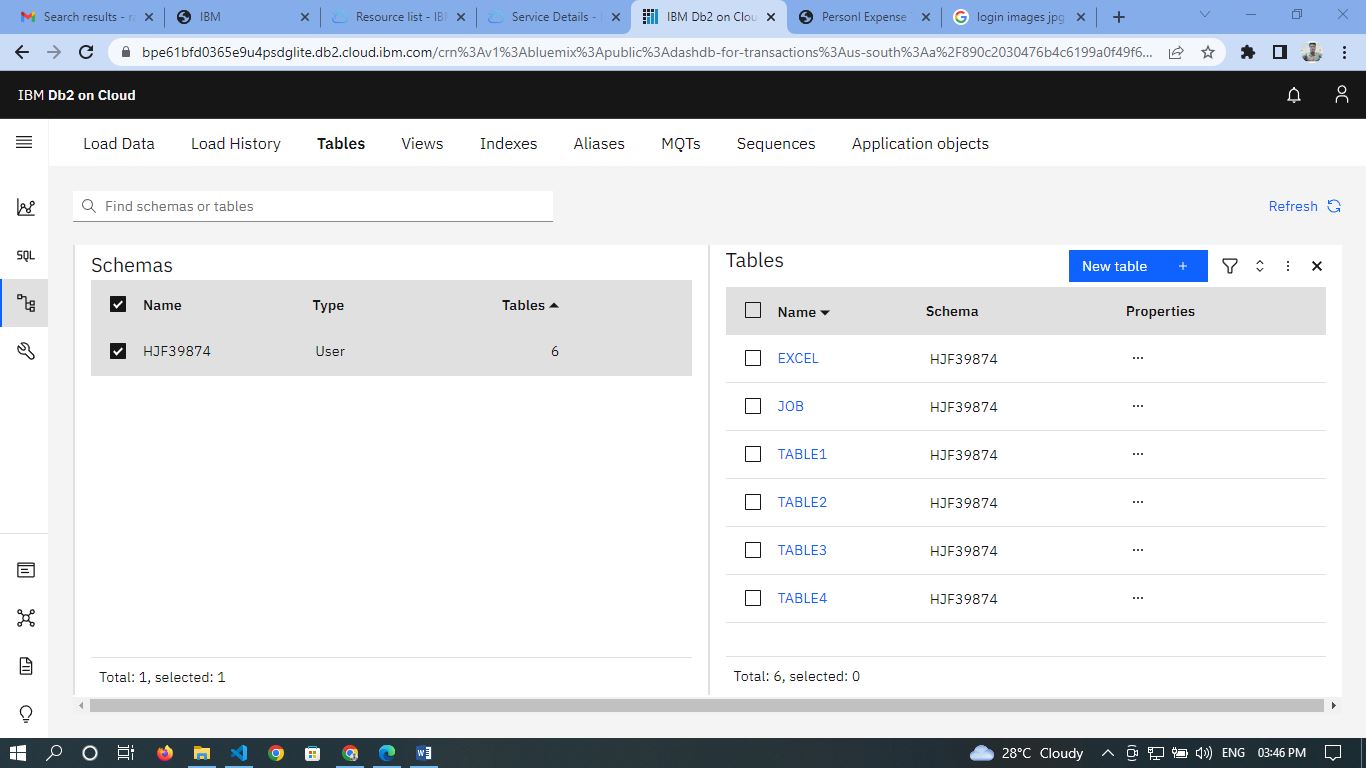 Search results - ra
IBM
Resource list - IB
Service Details - I
IBM Db2 on Clou
Personl Expense
login images jpg
bpe61bfd0365e9u4psdglite.db2.cloud.ibm.com/crn%3Av1%3Abluemix%3Apublic%3Adashdb-for-transactions%3Aus-south%3Aa%2F890c2030476b4c6199a0f49f6...
IBM Db2 on Cloud
Load Data
Load History
Tables
Views
Indexes
Aliases
MQTs
Sequences
Application objects
SQL
Find schemas or tables
Refresh
Schemas
Name Type Tables
HJF39874 User 6
Total: 1, selected: 1
Tables
New table +
Name Schema Properties
EXCEL HJF39874 ...
JOB HJF39874 ...
TABLE1 HJF39874 ...
TABLE2 HJF39874 ...
TABLE3 HJF39874 ...
TABLE4 HJF39874 ...
Total: 6, selected: 0
28°C Cloudy
ENG
03:46 PM